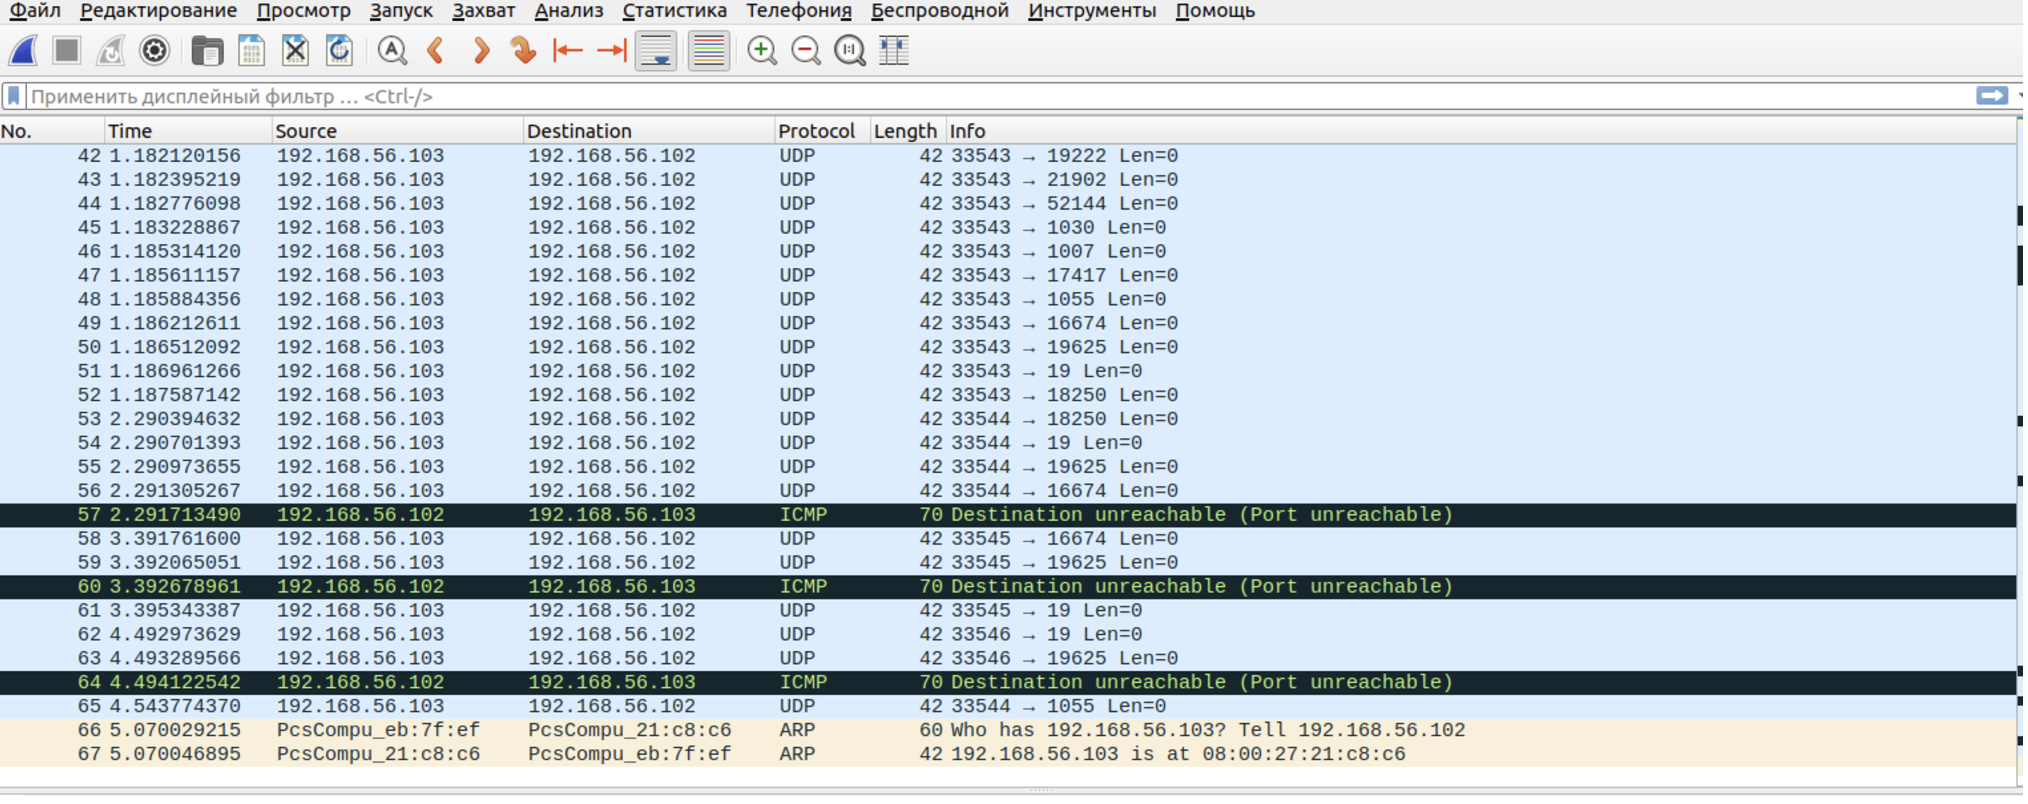 Файл Редактирование Просмотр Запуск Захват Анализ Статистика Телефония Беспроводной Инструменты Помощь
Применить дисплейный фильтр … <Ctrl-/>
No. Time Source Destination Protocol Length Info
42 1.182120156 192.168.56.103 192.168.56.102 UDP 42 33543 → 19222 Len=0
43 1.182395219 192.168.56.103 192.168.56.102 UDP 42 33543 → 21902 Len=0
44 1.182776098 192.168.56.103 192.168.56.102 UDP 42 33543 → 52144 Len=0
45 1.183228867 192.168.56.103 192.168.56.102 UDP 42 33543 → 1030 Len=0
46 1.185314120 192.168.56.103 192.168.56.102 UDP 42 33543 → 1007 Len=0
47 1.185611157 192.168.56.103 192.168.56.102 UDP 42 33543 → 17417 Len=0
48 1.185884356 192.168.56.103 192.168.56.102 UDP 42 33543 → 1055 Len=0
49 1.186212611 192.168.56.103 192.168.56.102 UDP 42 33543 → 16674 Len=0
50 1.186512092 192.168.56.103 192.168.56.102 UDP 42 33543 → 19625 Len=0
51 1.186961266 192.168.56.103 192.168.56.102 UDP 42 33543 → 19 Len=0
52 1.187587142 192.168.56.103 192.168.56.102 UDP 42 33543 → 18250 Len=0
53 2.290394632 192.168.56.103 192.168.56.102 UDP 42 33544 → 18250 Len=0
54 2.290701393 192.168.56.103 192.168.56.102 UDP 42 33544 → 19 Len=0
55 2.290973655 192.168.56.103 192.168.56.102 UDP 42 33544 → 19625 Len=0
56 2.291305267 192.168.56.103 192.168.56.102 UDP 42 33544 → 16674 Len=0
57 2.291713490 192.168.56.102 192.168.56.103 ICMP 70 Destination unreachable (Port unreachable)
58 3.391761600 192.168.56.103 192.168.56.102 UDP 42 33545 → 16674 Len=0
59 3.392065051 192.168.56.103 192.168.56.102 UDP 42 33545 → 19625 Len=0
60 3.392678961 192.168.56.102 192.168.56.103 ICMP 70 Destination unreachable (Port unreachable)
61 3.395343387 192.168.56.103 192.168.56.102 UDP 42 33545 → 19 Len=0
62 4.492973629 192.168.56.103 192.168.56.102 UDP 42 33546 → 19 Len=0
63 4.493289566 192.168.56.103 192.168.56.102 UDP 42 33546 → 19625 Len=0
64 4.494122542 192.168.56.102 192.168.56.103 ICMP 70 Destination unreachable (Port unreachable)
65 4.543774370 192.168.56.103 192.168.56.102 UDP 42 33544 → 1055 Len=0
66 5.070029215 PcsCompu_eb:7f:ef PcsCompu_21:c8:c6 ARP 60 Who has 192.168.56.103? Tell 192.168.56.102
67 5.070046895 PcsCompu_21:c8:c6 PcsCompu_eb:7f:ef ARP 42 192.168.56.103 is at 08:00:27:21:c8:c6